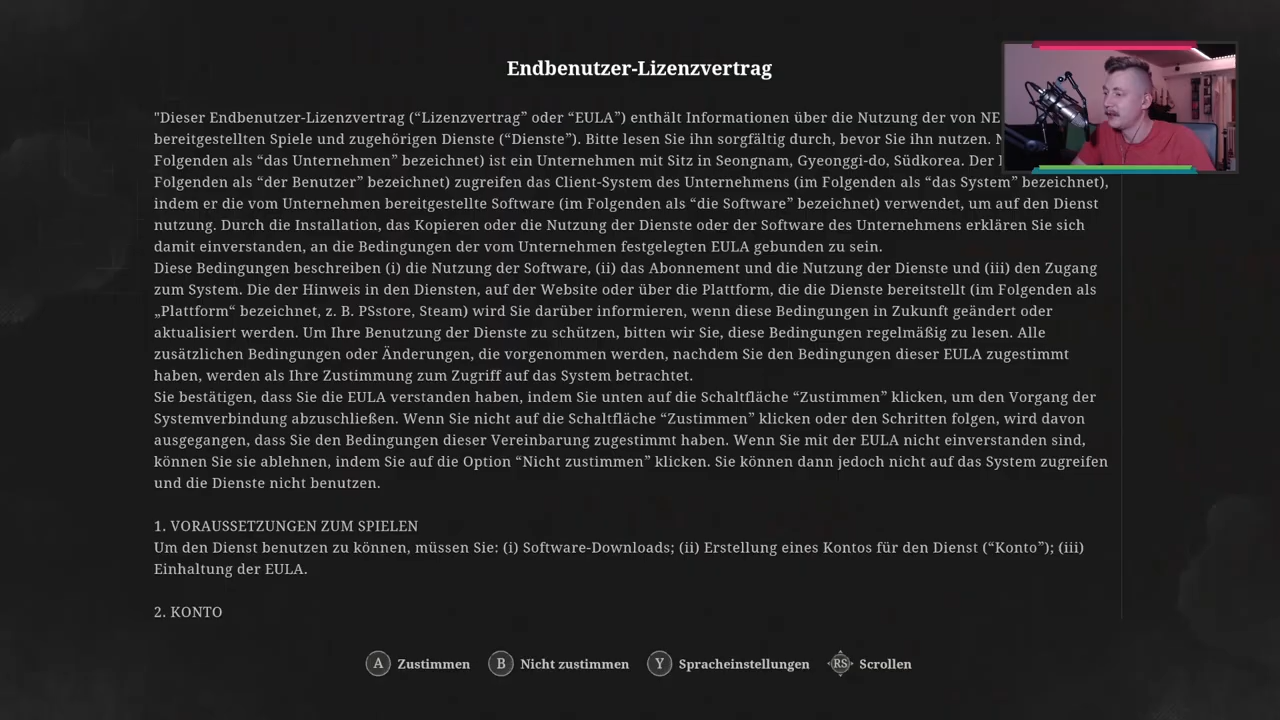 Endbenutzer-Lizenzvertrag
"Dieser Endbenutzer-Lizenzvertrag (“Lizenzvertrag” oder “EULA”) enthält Informationen über die Nutzung der von NE
bereitgestellten Spiele und zugehörigen Dienste (“Dienste”). Bitte lesen Sie ihn sorgfältig durch, bevor Sie ihn nutzen.
Folgenden als “das Unternehmen” bezeichnet) ist ein Unternehmen mit Sitz in Seongnam, Gyeonggi-do, Südkorea. Der
Folgenden als “der Benutzer” bezeichnet) zugreifen das Client-System des Unternehmens (im Folgenden als “das System” bezeichnet),
indem er die vom Unternehmen bereitgestellte Software (im Folgenden als “die Software” bezeichnet) verwendet, um auf den Dienst
nutzung. Durch die Installation, das Kopieren oder die Nutzung der Dienste oder der Software des Unternehmens erklären Sie sich
damit einverstanden, an die Bedingungen der vom Unternehmen festgelegten EULA gebunden zu sein.
Diese Bedingungen beschreiben (i) die Nutzung der Software, (ii) das Abonnement und die Nutzung der Dienste und (iii) den Zugang
zum System. Die der Hinweis in den Diensten, auf der Website oder über die Plattform, die die Dienste bereitstellt (im Folgenden als
„Plattform“ bezeichnet, z. B. PSstore, Steam) wird Sie darüber informieren, wenn diese Bedingungen in Zukunft geändert oder
aktualisiert werden. Um Ihre Benutzung der Dienste zu schützen, bitten wir Sie, diese Bedingungen regelmäßig zu lesen. Alle
zusätzlichen Bedingungen oder Änderungen, die vorgenommen werden, nachdem Sie den Bedingungen dieser EULA zugestimmt
haben, werden als Ihre Zustimmung zum Zugriff auf das System betrachtet.
Sie bestätigen, dass Sie die EULA verstanden haben, indem Sie unten auf die Schaltfläche “Zustimmen” klicken, um den Vorgang der
Systemverbindung abzuschließen. Wenn Sie nicht auf die Schaltfläche “Zustimmen” klicken oder den Schritten folgen, wird davon
ausgegangen, dass Sie den Bedingungen dieser Vereinbarung zugestimmt haben. Wenn Sie mit der EULA nicht einverstanden sind,
können Sie sie ablehnen, indem Sie auf die Option “Nicht zustimmen” klicken. Sie können dann jedoch nicht auf das System zugreifen
und die Dienste nicht benutzen.
1. VORAUSSETZUNGEN ZUM SPIELEN
Um den Dienst benutzen zu können, müssen Sie: (i) Software-Downloads; (ii) Erstellung eines Kontos für den Dienst (“Konto”); (iii)
Einhaltung der EULA.
2. KONTO
A Zustimmen B Nicht zustimmen Y Spracheinstellungen RS Scrollen